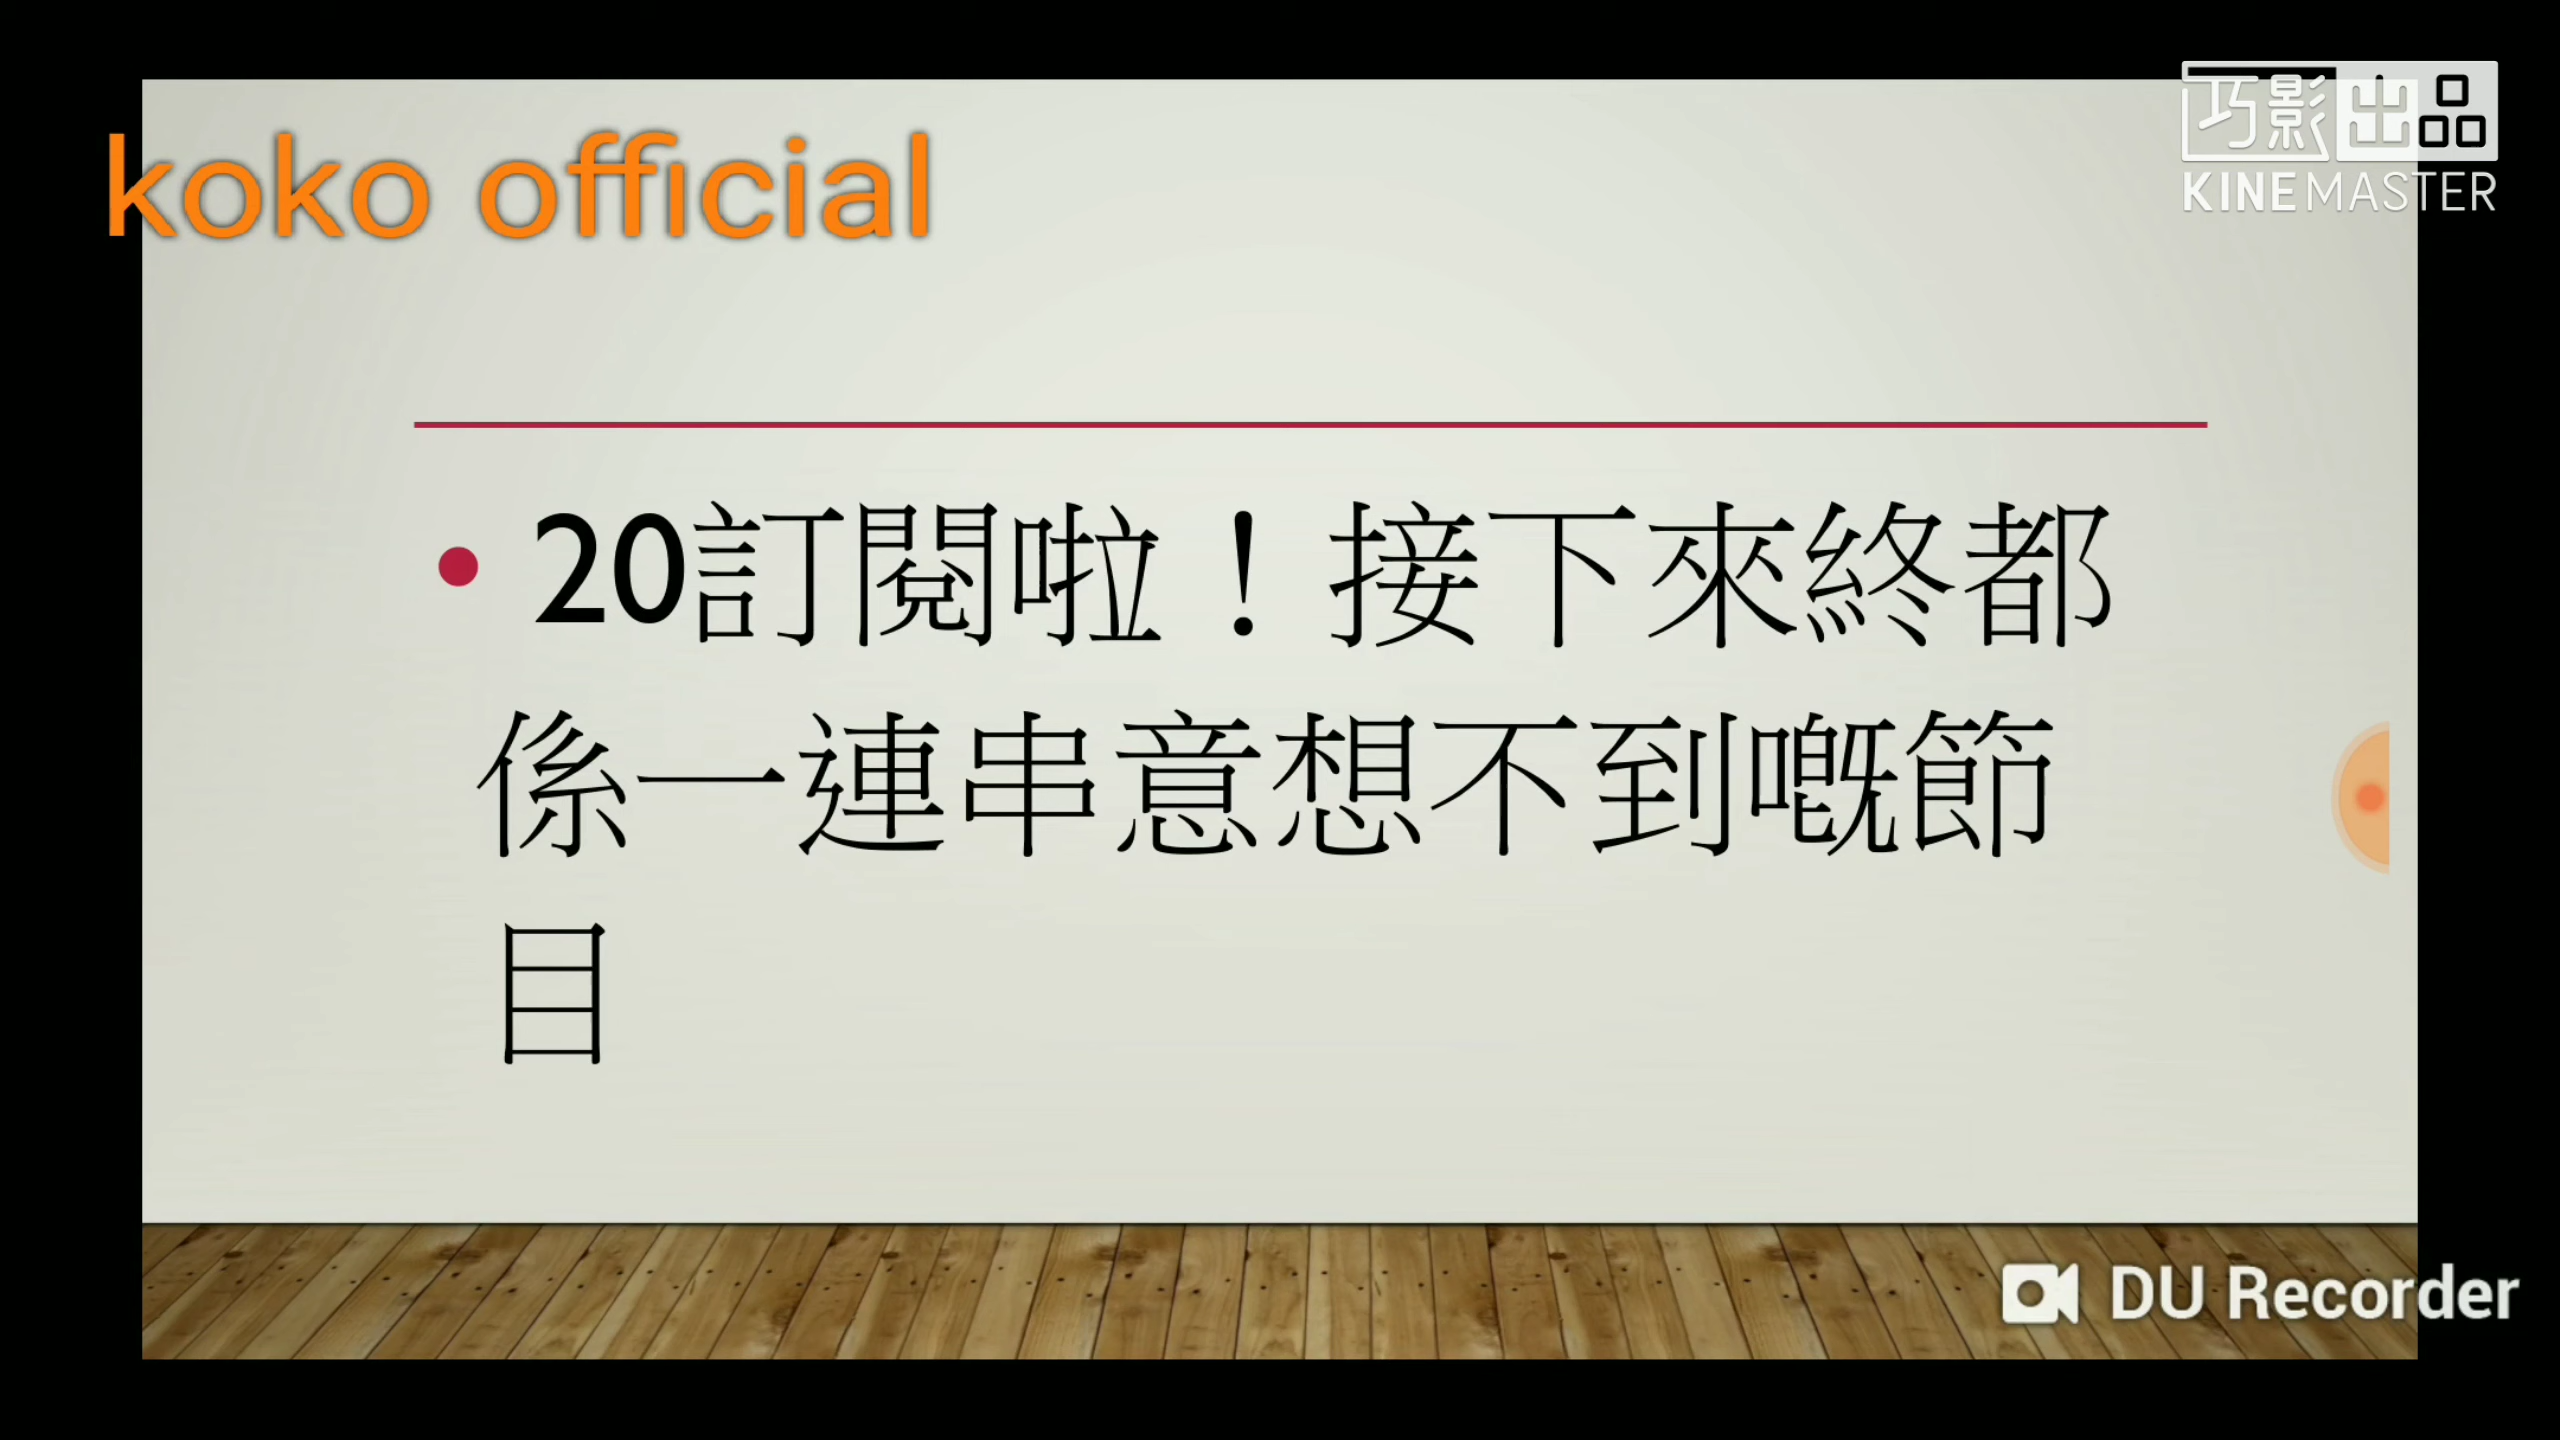 koko official
巧影出品
KINEMASTER
20訂閱啦！接下來終都
係一連串意想不到嘅節
目
DU Recorder